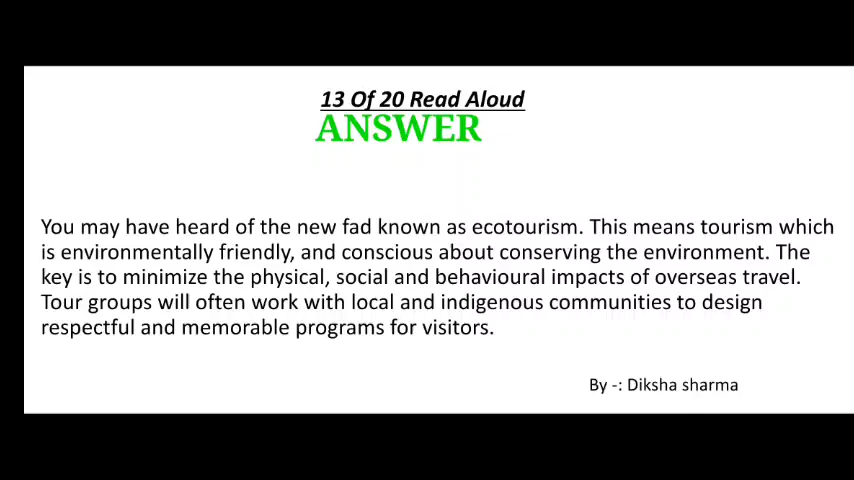 13 Of 20 Read Aloud
ANSWER
You may have heard of the new fad known as ecotourism. This means tourism which
is environmentally friendly, and conscious about conserving the environment. The
key is to minimize the physical, social and behavioural impacts of overseas travel.
Tour groups will often work with local and indigenous communities to design
respectful and memorable programs for visitors.
By -: Diksha sharma